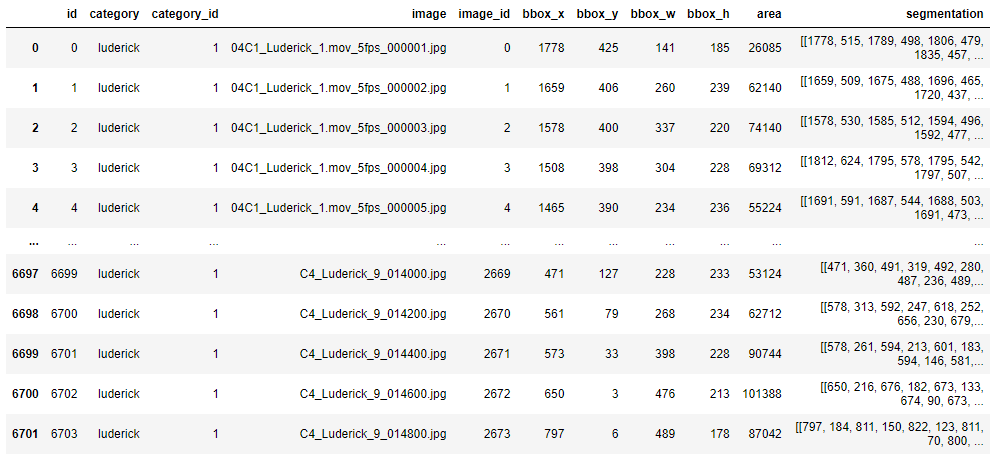 id category category_id image image_id bbox_x bbox_y bbox_w bbox_h area segmentation
0 0 luderick 1 04C1_Luderick_1.mov_5fps_000001.jpg 0 1778 425 141 185 26085 [[1778, 515, 1789, 498, 1806, 479,
1835, 457, ...
1 1 luderick 1 04C1_Luderick_1.mov_5fps_000002.jpg 1 1659 406 260 239 62140 [[1659, 509, 1675, 488, 1696, 465,
1720, 437, ...
2 2 luderick 1 04C1_Luderick_1.mov_5fps_000003.jpg 2 1578 400 337 220 74140 [[1578, 530, 1585, 512, 1594, 496,
1592, 477, ...
3 3 luderick 1 04C1_Luderick_1.mov_5fps_000004.jpg 3 1508 398 304 228 69312 [[1812, 624, 1795, 578, 1795, 542,
1797, 507, ...
4 4 luderick 1 04C1_Luderick_1.mov_5fps_000005.jpg 4 1465 390 234 236 55224 [[1691, 591, 1687, 544, 1688, 503,
1691, 473, ...
... ... ... ... ... ... ... ... ... ... ... ...
6697 6699 luderick 1 C4_Luderick_9_014000.jpg 2669 471 127 228 233 53124 [[471, 360, 491, 319, 492, 280,
487, 236, 489,...
6698 6700 luderick 1 C4_Luderick_9_014200.jpg 2670 561 79 268 234 62712 [[578, 313, 592, 247, 618, 252,
656, 230, 679,...
6699 6701 luderick 1 C4_Luderick_9_014400.jpg 2671 573 33 398 228 90744 [[578, 261, 594, 213, 601, 183,
594, 146, 581,...
6700 6702 luderick 1 C4_Luderick_9_014600.jpg 2672 650 3 476 213 101388 [[650, 216, 676, 182, 673, 133,
674, 90, 673, ...
6701 6703 luderick 1 C4_Luderick_9_014800.jpg 2673 797 6 489 178 87042 [[797, 184, 811, 150, 822, 123, 811,
70, 800, ...